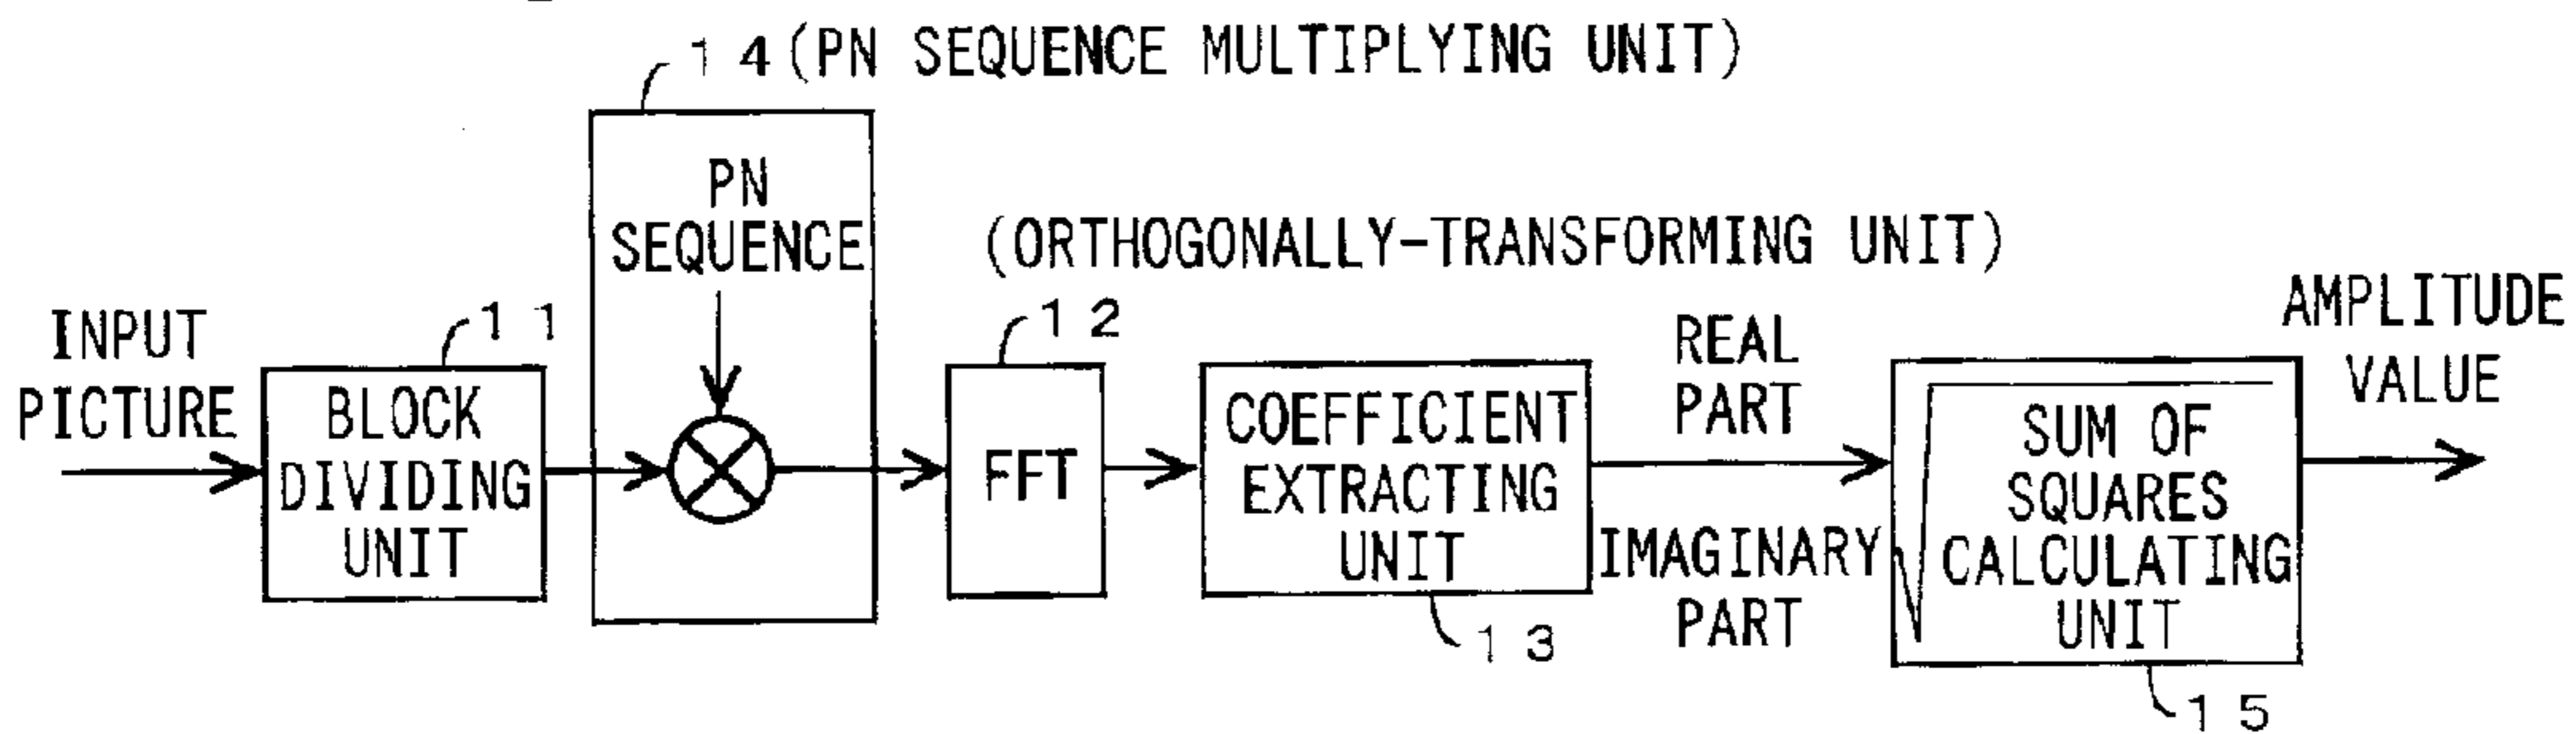 14 (PN SEQUENCE MULTIPLYING UNIT)
PN
SEQUENCE
(ORTHOGONALLY-TRANSFORMING UNIT)
INPUT
PICTURE
11
BLOCK
DIVIDING
UNIT
12
FFT
COEFFICIENT
EXTRACTING
UNIT
13
REAL
PART
IMAGINARY
PART
√
SUM OF
SQUARES
CALCULATING
UNIT
15
AMPLITUDE
VALUE